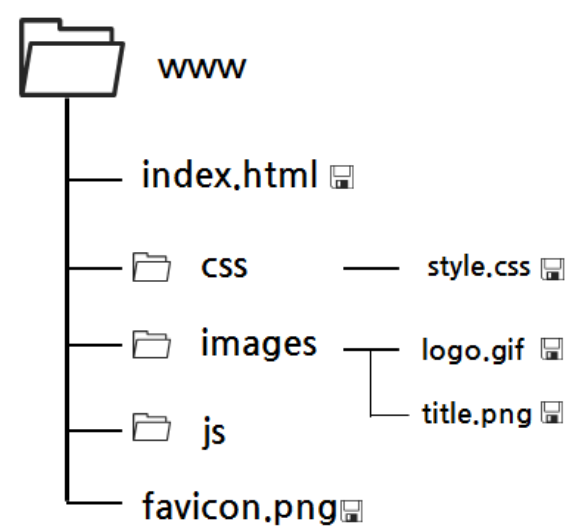 www
index.html
css
style.css
images
logo.gif
title.png
js
favicon.png